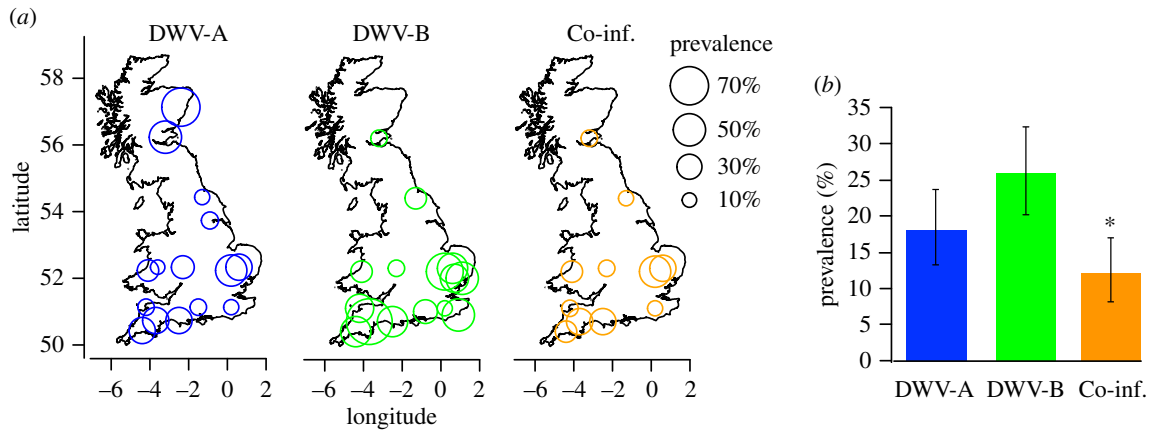 (a)
DWV-A
DWV-B
Co-inf.
prevalence
70%
50%
30%
10%
latitude
58
56
54
52
50
–6 –4 –2 0 2
–6 –4 –2 0 2
–6 –4 –2 0 2
longitude
(b)
prevalence (%)
35
30
25
20
15
10
5
0
*
DWV-A DWV-B Co-inf.